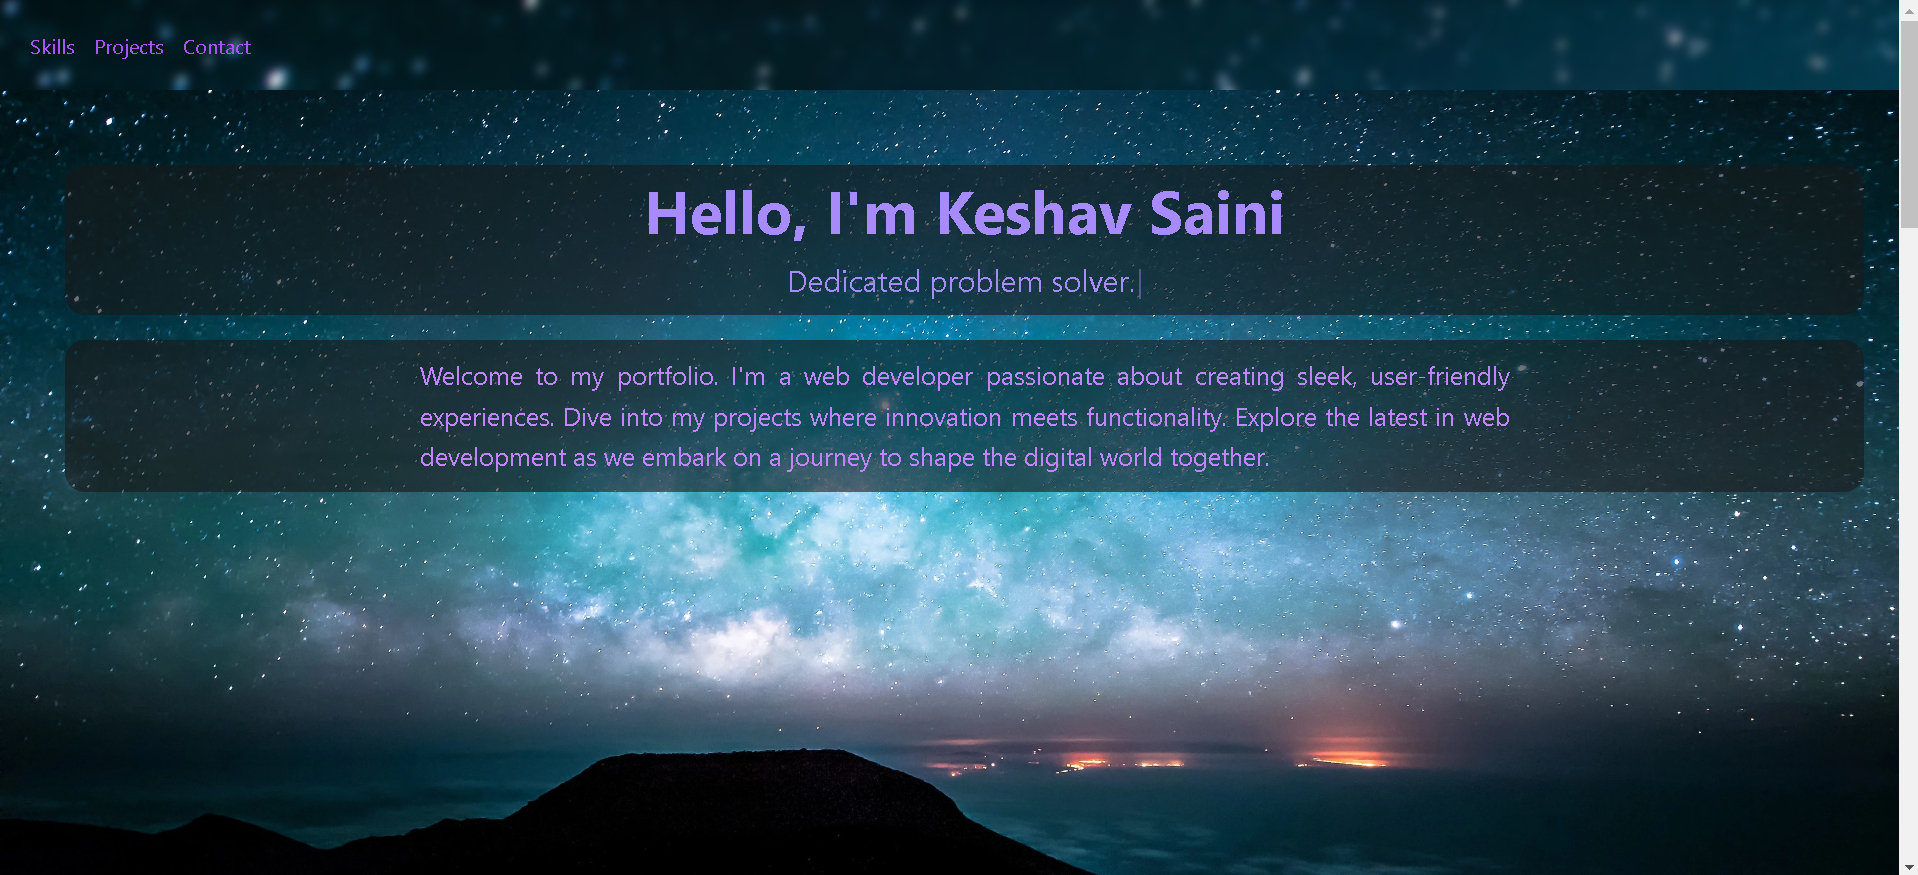 Skills Projects Contact
Hello, I'm Keshav Saini
Dedicated problem solver.
Welcome to my portfolio. I'm a web developer passionate about creating sleek, user-friendly
experiences. Dive into my projects where innovation meets functionality. Explore the latest in web
development as we embark on a journey to shape the digital world together.